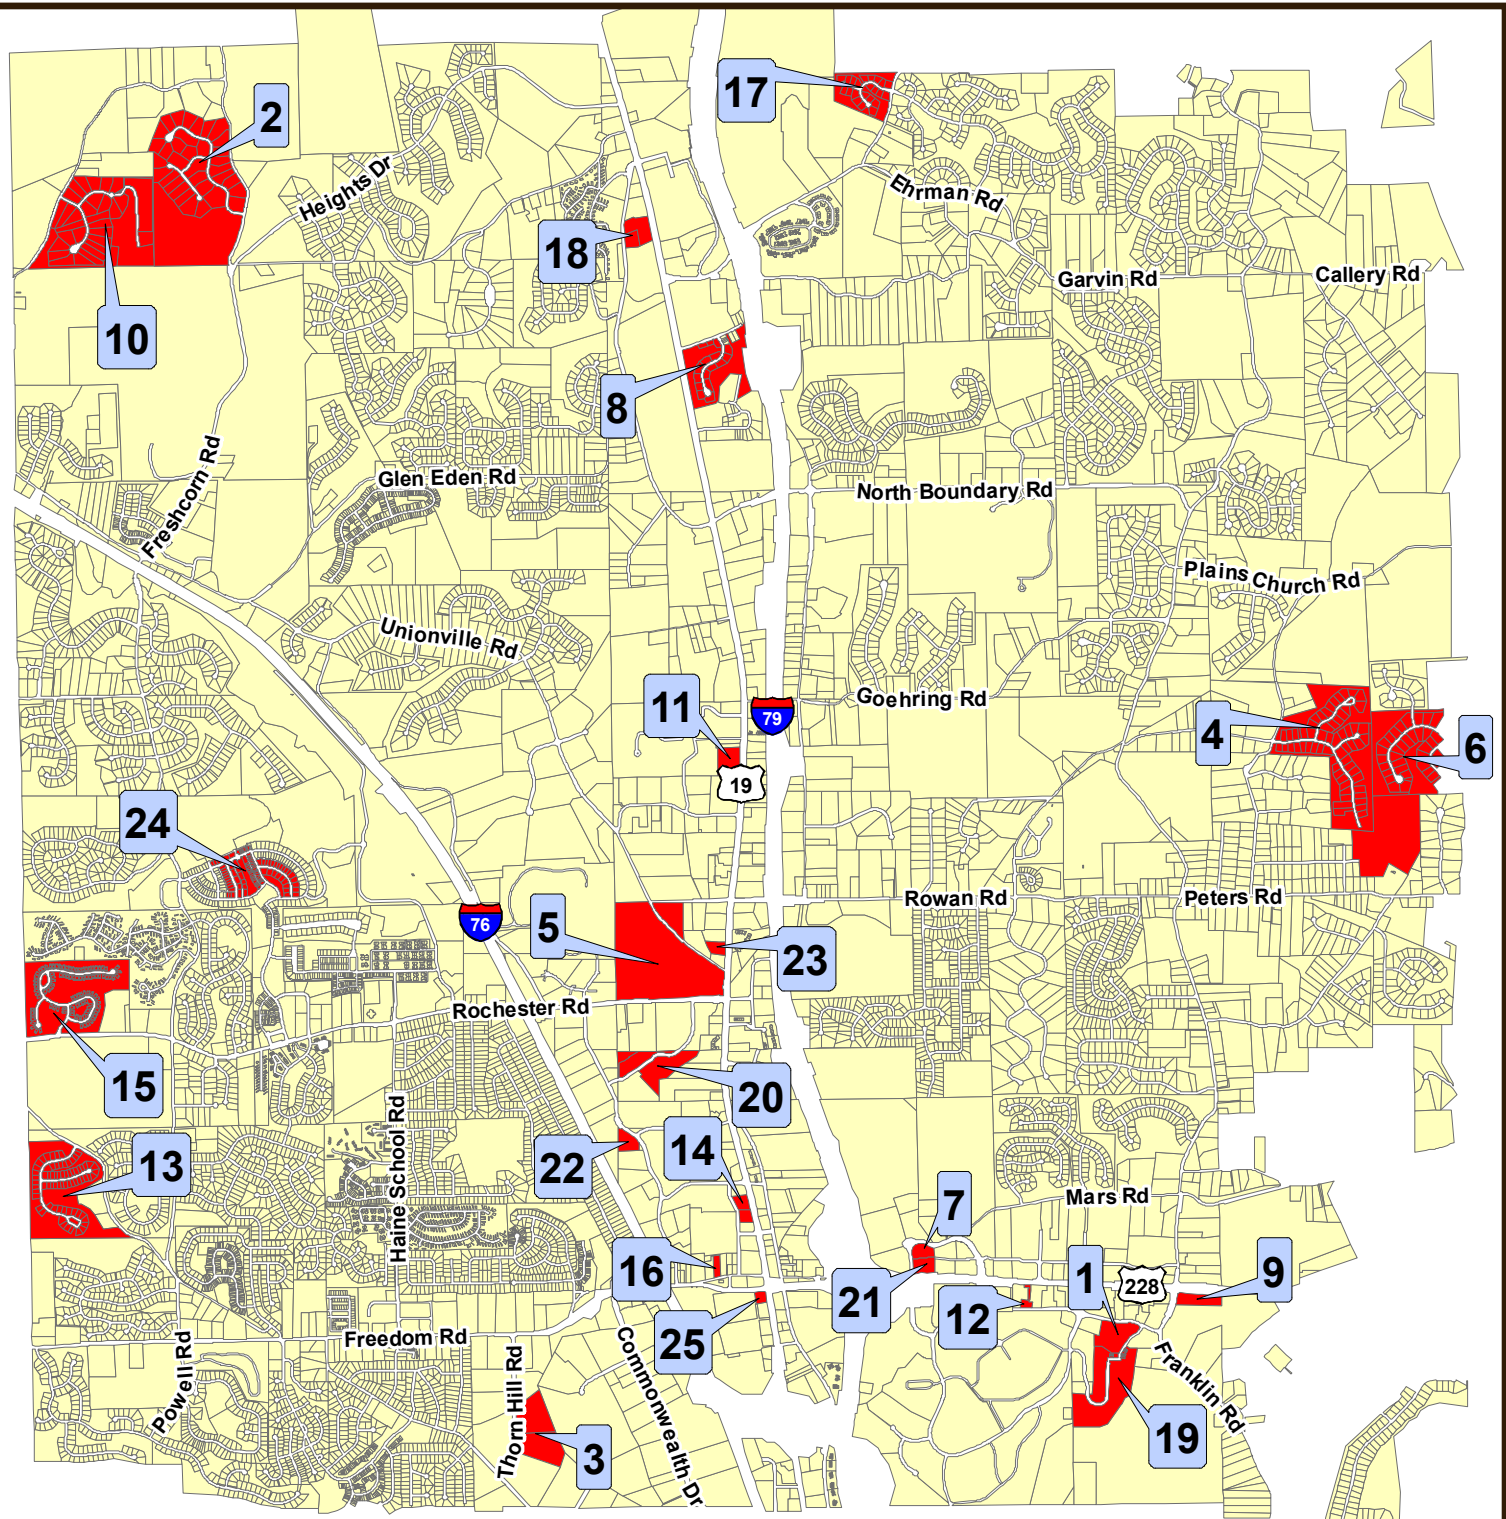 17
2
Heights Dr
Ehrman Rd
18
Garvin Rd
Callery Rd
10
8
Freshcorn Rd
Glen Eden Rd
North Boundary Rd
Plains Church Rd
Unionville Rd
Goehring Rd
11
79
4
6
19
24
5
76
23
Rowan Rd
Peters Rd
Rochester Rd
15
20
Haine School Rd
22
14
13
Mars Rd
7
16
21
1
228
9
12
25
Freedom Rd
Powell Rd
Thorn Hill Rd
Commonwealth Dr
Franklin Rd
3
19